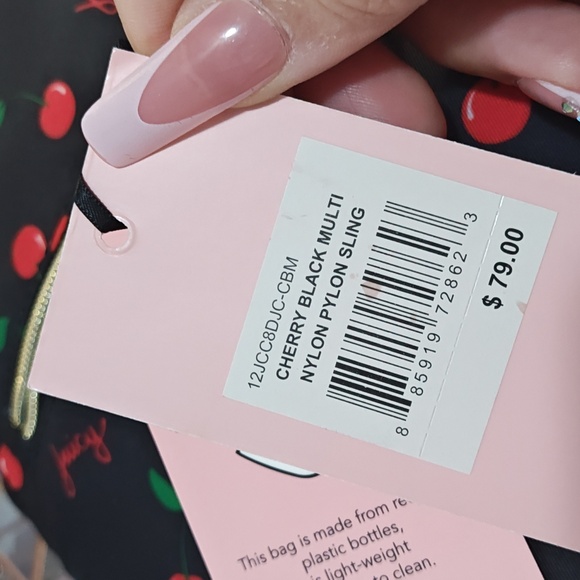 12JCC8DJC-CBM
CHERRY BLACK MULTI
NYLON PYLON SLING
8 85919 72862 3
$ 79.00
juicy
This bag is made from
plastic bottles,
is light-weight
to clean.